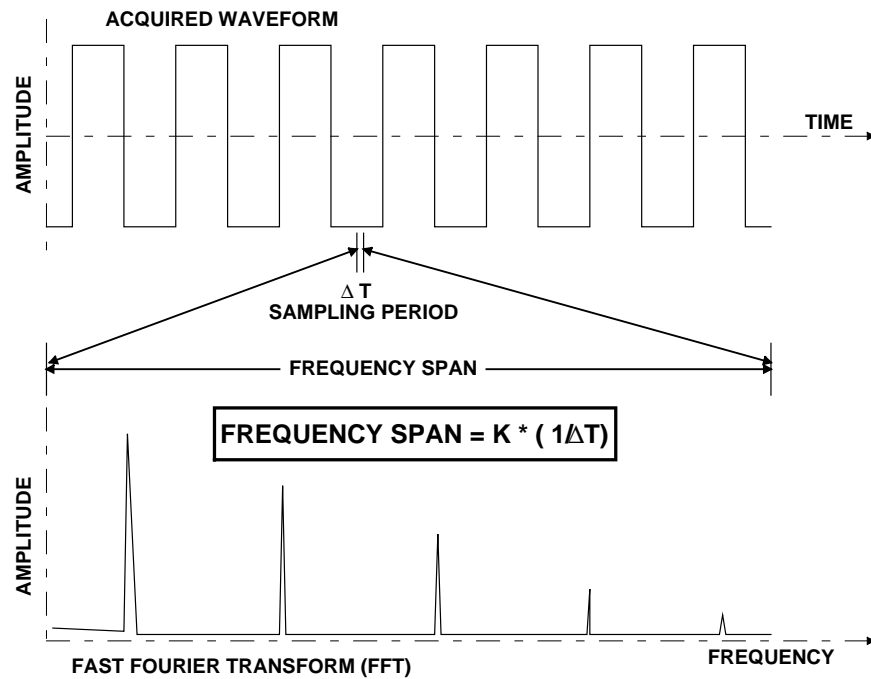 ACQUIRED WAVEFORM
AMPLITUDE
TIME
Δ T
SAMPLING PERIOD
FREQUENCY SPAN
FREQUENCY SPAN = K * ( 1/ΔT)
AMPLITUDE
FREQUENCY
FAST FOURIER TRANSFORM (FFT)